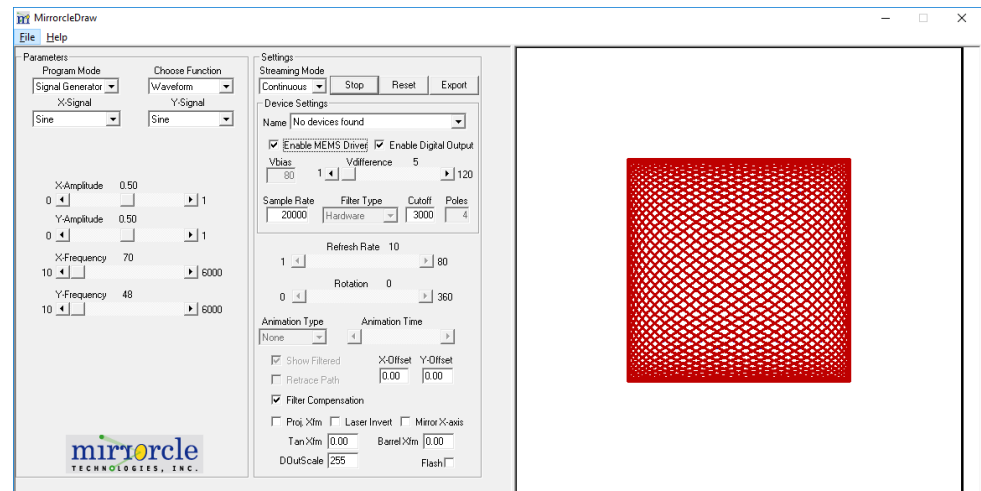 MirrorcleDraw
File Help
Parameters
Program Mode Choose Function
Signal Generator Waveform
X-Signal Y-Signal
Sine Sine
X-Amplitude 0.50
0 1
Y-Amplitude 0.50
0 1
X-Frequency 70
10 6000
Y-Frequency 48
10 6000
mirrorcle
TECHNOLOGIES, INC.
Settings
Streaming Mode
Continuous Stop Reset Export
Device Settings
Name No devices found
Enable MEMS Driver Enable Digital Output
Vbias Vdifference 5
80 1 120
Sample Rate Filter Type Cutoff Poles
20000 Hardware 3000 4
Refresh Rate 10
1 80
Rotation 0
0 360
Animation Type Animation Time
None
Show Filtered X-Offset Y-Offset
Retrace Path 0.00 0.00
Filter Compensation
Proj. Xfm Laser Invert Mirror X-axis
Tan Xfm 0.00 Barrel Xfm 0.00
DOutScale 255 Flash